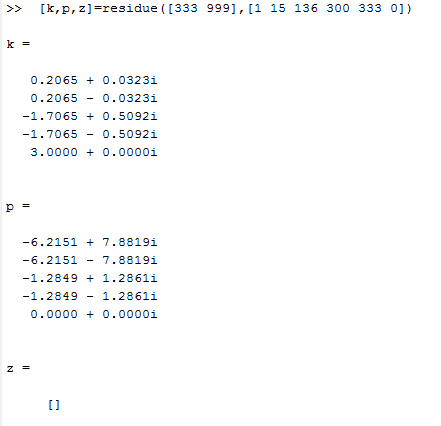 >> [k,p,z]=residue([333 999],[1 15 136 300 333 0])
k =
0.2065 + 0.0323i
0.2065 - 0.0323i
-1.7065 + 0.5092i
-1.7065 - 0.5092i
3.0000 + 0.0000i
p =
-6.2151 + 7.8819i
-6.2151 - 7.8819i
-1.2849 + 1.2861i
-1.2849 - 1.2861i
0.0000 + 0.0000i
z =
[]